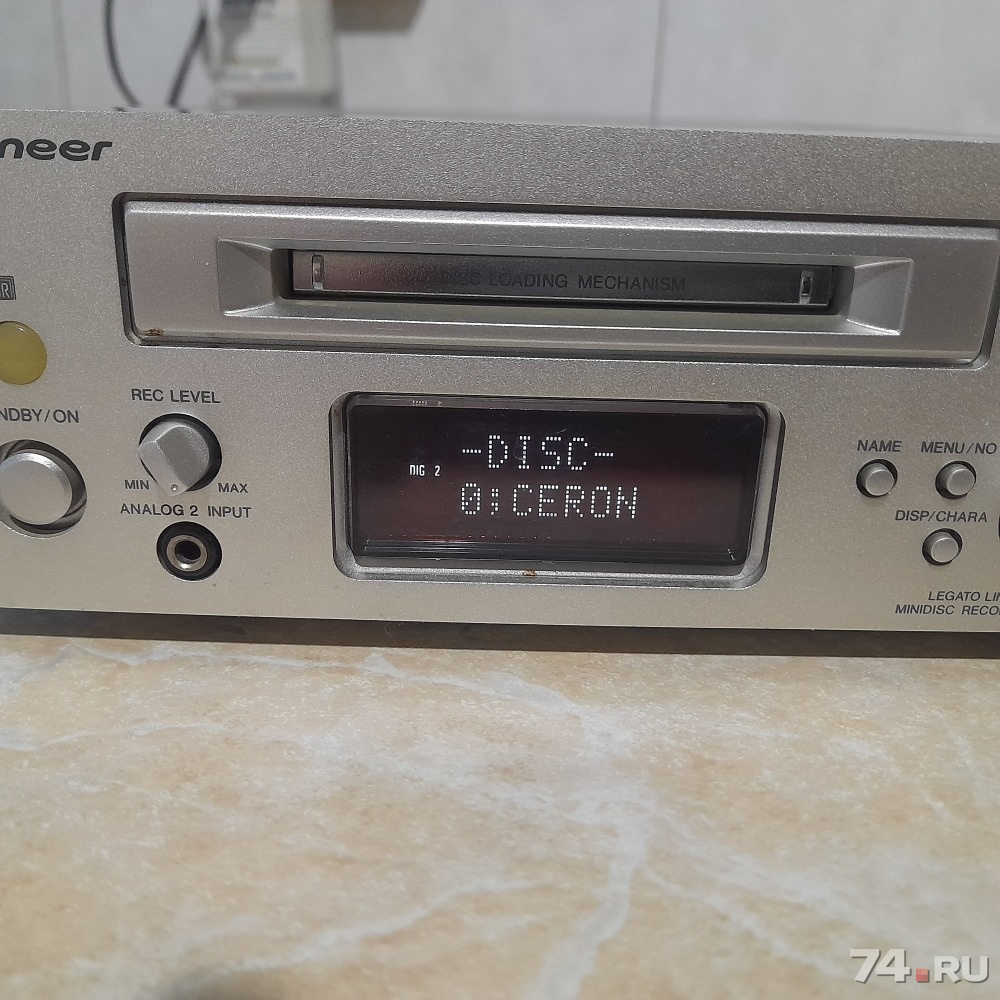 neer
DISC LOADING MECHANISM
REC LEVEL
NDBY/ON
MIN MAX
ANALOG 2 INPUT
-DISC-
DIG 2
0;CERON
NAME MENU/NO
DISP/CHARA
LEGATO LIN
MINIDISC RECO
74.RU